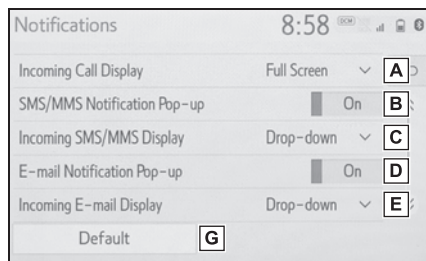 Notifications 8:58 DCM
Incoming Call Display Full Screen A
SMS/MMS Notification Pop-up On B
Incoming SMS/MMS Display Drop-down C
E-mail Notification Pop-up On D
Incoming E-mail Display Drop-down E
Default G